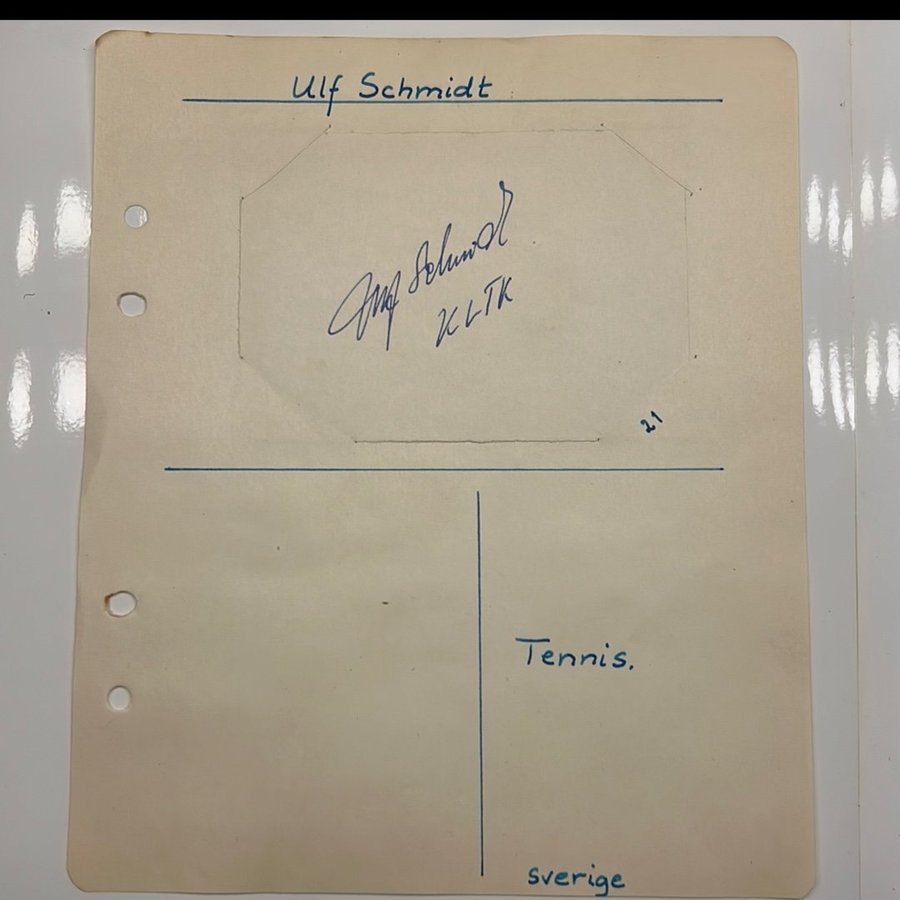 Ulf Schmidt
Ulf Schmidt
KLTK
21
Tennis.
sverige